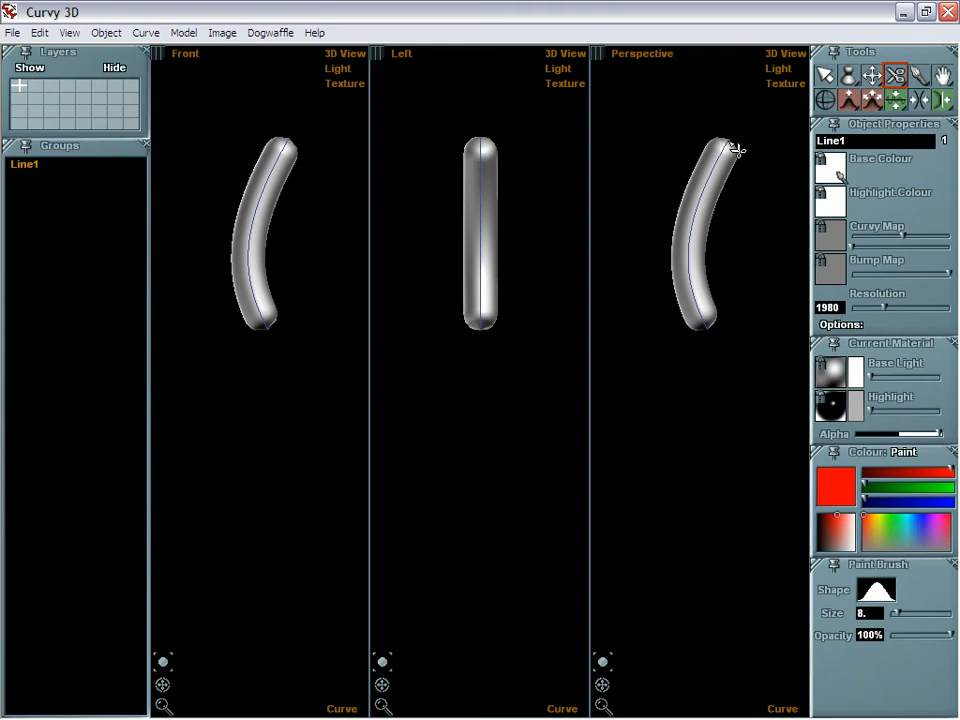 Curvy 3D
File Edit View Object Curve Model Image Dogwaffle Help
Layers
Show Hide
Groups
Line1
Front
3D View
Light
Texture
Curve
Left
3D View
Light
Texture
Curve
Perspective
3D View
Light
Texture
Curve
Tools
Object Properties
Line1 1
Base Colour
Highlight Colour
Curvy Map
Bump Map
Resolution
1980
Options:
Current Material
Base Light
Highlight
Alpha
Colour: Paint
Paint Brush
Shape
Size 8.
Opacity 100%